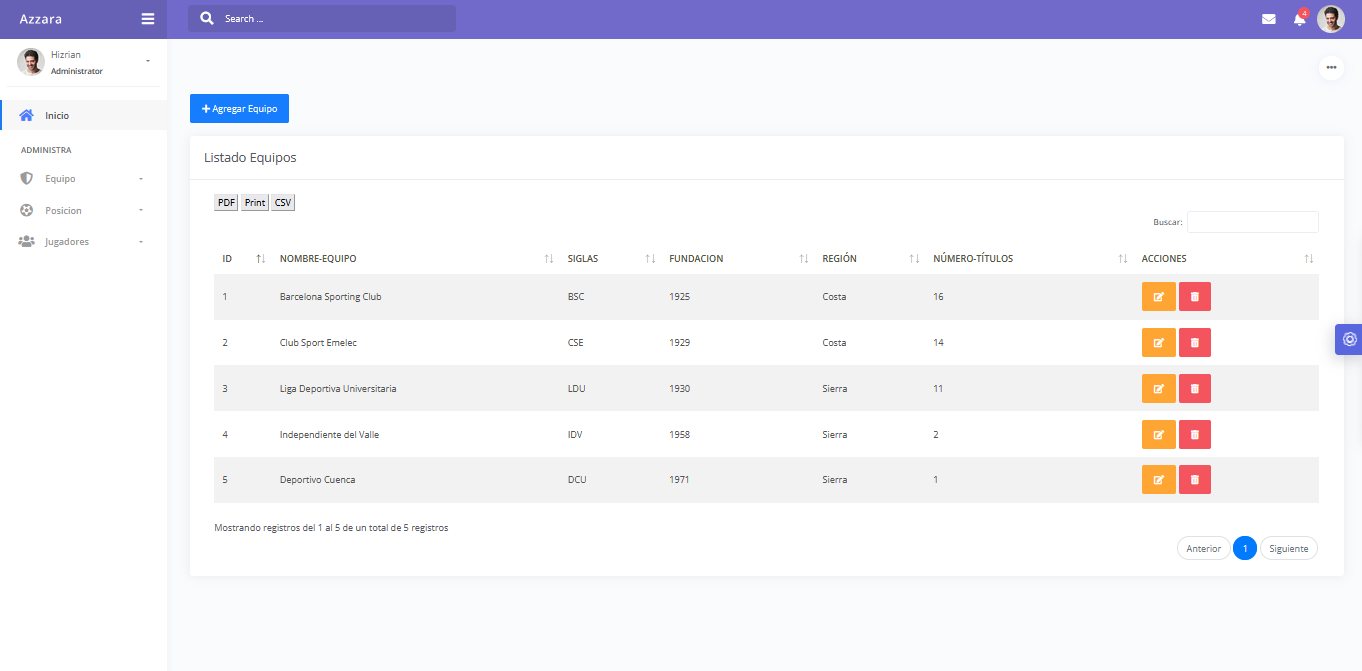 Azzara
Search ...
4
Hizrian
Administrator
Inicio
ADMINISTRA
Equipo
Posicion
Jugadores
Agregar Equipo
Listado Equipos
PDF Print CSV
Buscar:
ID NOMBRE-EQUIPO SIGLAS FUNDACION REGIÓN NÚMERO-TÍTULOS ACCIONES
1 Barcelona Sporting Club BSC 1925 Costa 16
2 Club Sport Emelec CSE 1929 Costa 14
3 Liga Deportiva Universitaria LDU 1930 Sierra 11
4 Independiente del Valle IDV 1958 Sierra 2
5 Deportivo Cuenca DCU 1971 Sierra 1
Mostrando registros del 1 al 5 de un total de 5 registros
Anterior 1 Siguiente